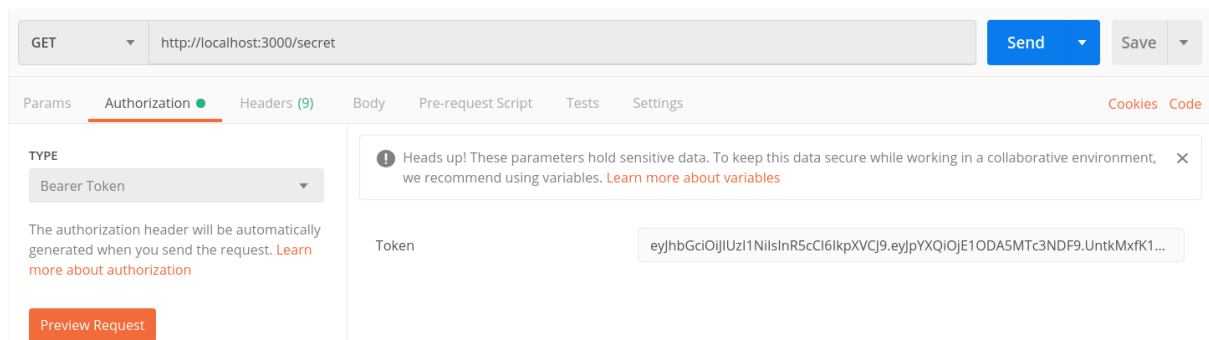 GET http://localhost:3000/secret Send Save
Params Authorization Headers (9) Body Pre-request Script Tests Settings Cookies Code
TYPE
Bearer Token
The authorization header will be automatically
generated when you send the request. Learn
more about authorization
Preview Request
Heads up! These parameters hold sensitive data. To keep this data secure while working in a collaborative environment,
we recommend using variables. Learn more about variables
Token eyJhbGciOiJIUzI1NiIsInR5cCI6IkpXVCJ9.eyJpYXQiOjE1ODA5MTc3NDF9.UntkMxfK1...